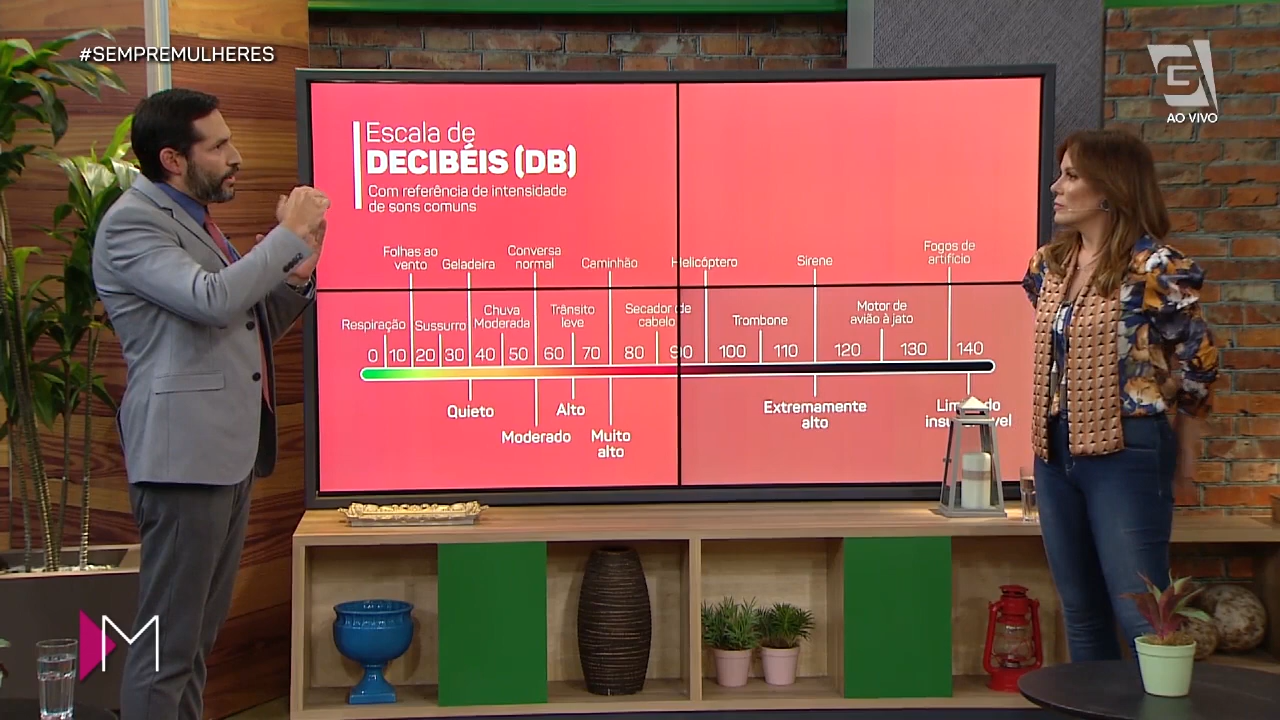 #SEMPREMULHERES
G
AO VIVO
Escala de
DECIBÉIS (DB)
Com referência de intensidade
de sons comuns
Folhas ao
vento
Geladeira
Conversa
normal
Caminhão
Helicóptero
Sirene
Fogos de
artifício
Respiração
Sussurro
Chuva
Moderada
Trânsito
leve
Secador de
cabelo
Trombone
Motor de
avião à jato
0 10 20 30 40 50 60 70 80 90 100 110 120 130 140
Quieto
Moderado
Alto
Muito
alto
Extremamente
alto
M